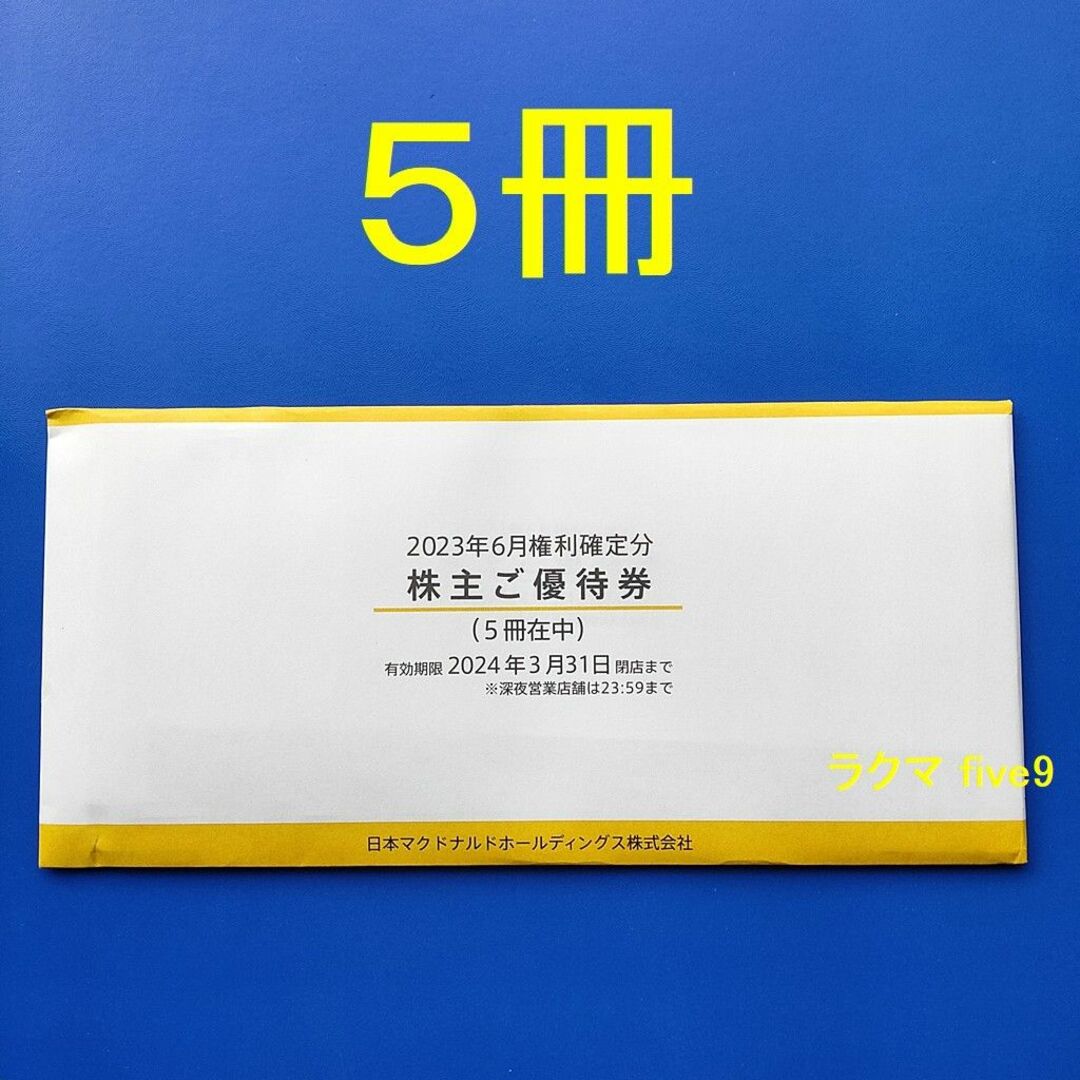 5冊
2023年6月権利確定分
株主ご優待券
(5冊在中)
有効期限 2024年3月31日 閉店まで
※深夜営業店舗は23:59まで
ラクマ five9
日本マクドナルドホールディングス株式会社